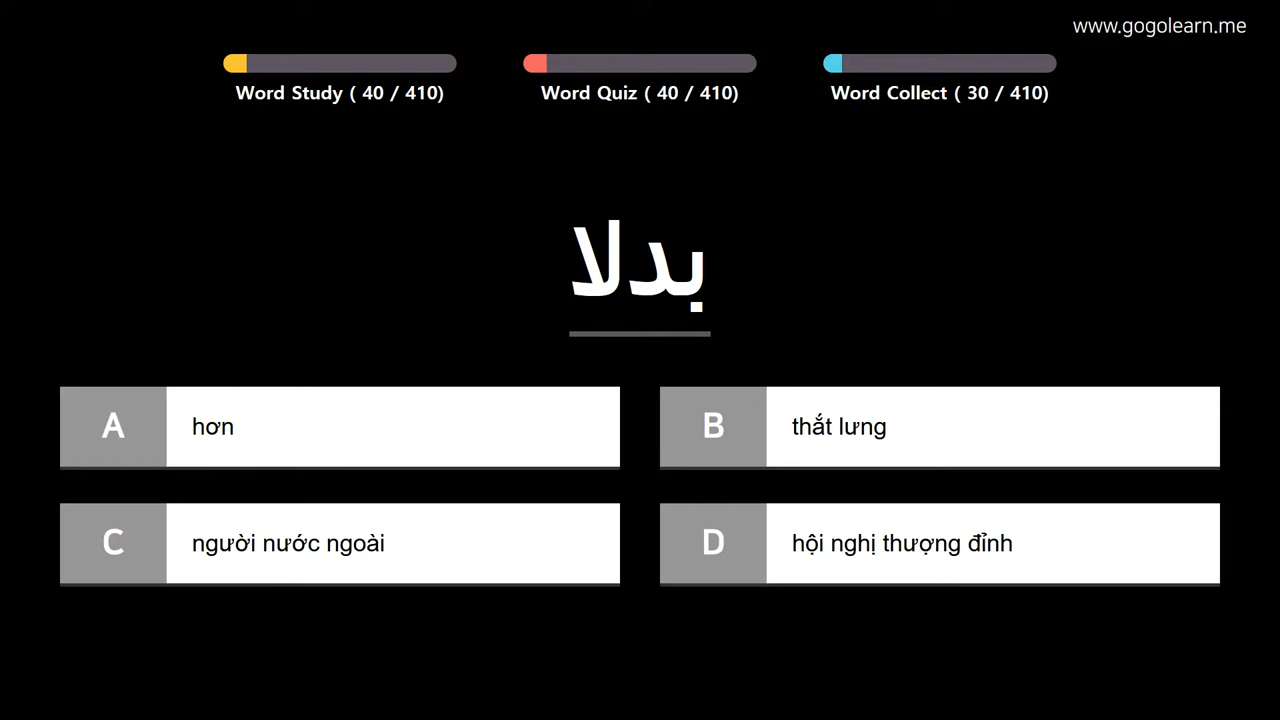 www.gogolearn.me
Word Study ( 40 / 410)
Word Quiz ( 40 / 410)
Word Collect ( 30 / 410)
بدلا
A
hơn
B
thắt lưng
C
người nước ngoài
D
hội nghị thượng đỉnh